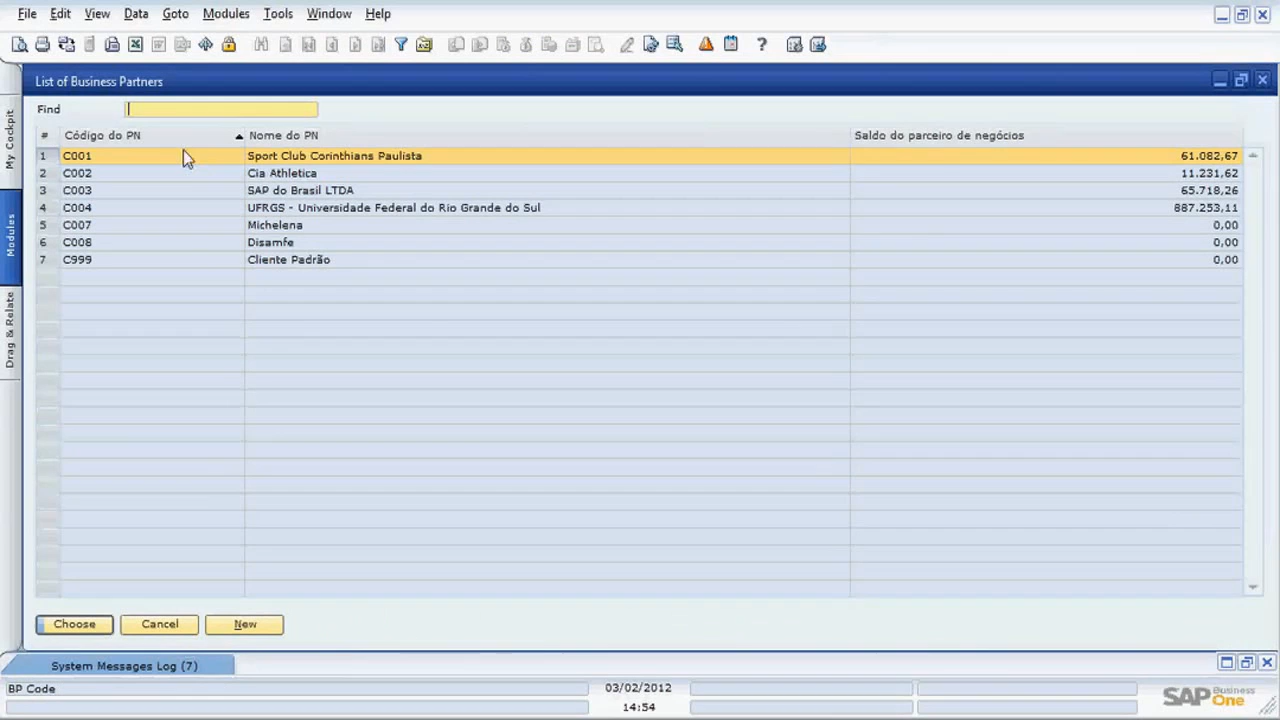 File Edit View Data Goto Modules Tools Window Help
List of Business Partners
Find
# Código do PN Nome do PN Saldo do parceiro de negócios
1 C001 Sport Club Corinthians Paulista 61.082,67
2 C002 Cia Athletica 11.231,62
3 C003 SAP do Brasil LTDA 65.718,26
4 C004 UFRGS - Universidade Federal do Rio Grande do Sul 887.253,11
5 C007 Michelena 0,00
6 C008 Disamfe 0,00
7 C999 Cliente Padrão 0,00
My Cockpit
Modules
Drag & Relate
Choose Cancel New
System Messages Log (7)
BP Code 03/02/2012
14:54
SAP Business One